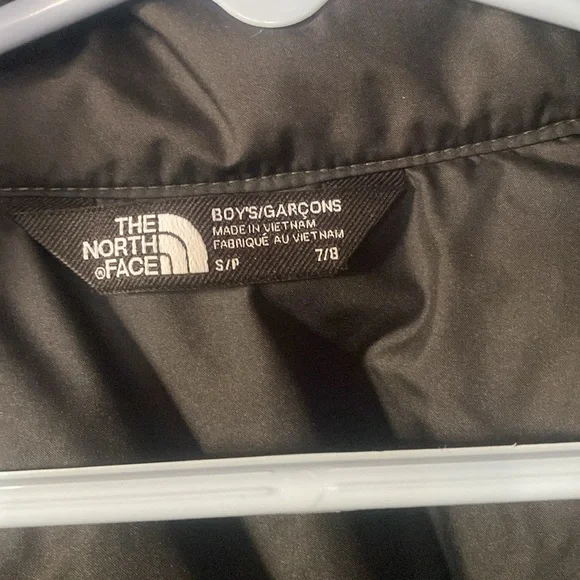 THE
NORTH
®FACE
BOY'S/GARÇONS
MADE IN VIETNAM
FABRIQUÉ AU VIETNAM
S/P 7/8